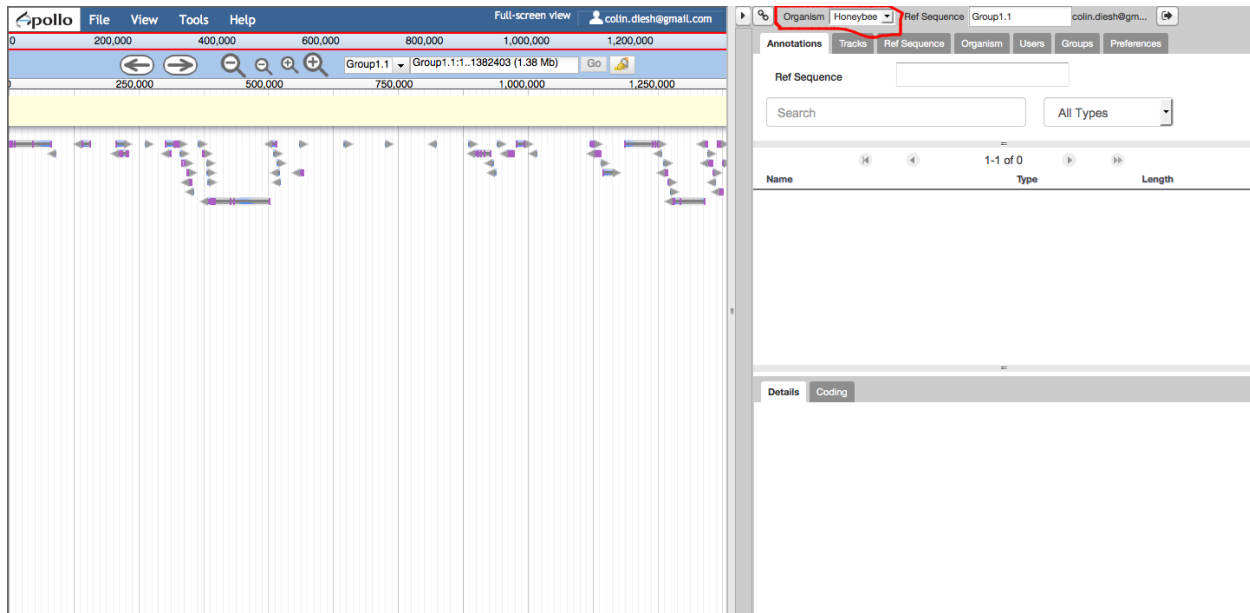 Apollo File View Tools Help Full-screen view colin.diesh@gmail.com
0 200,000 400,000 600,000 800,000 1,000,000 1,200,000
Group1.1 Group1.1:1..1382403 (1.38 Mb) Go
250,000 500,000 750,000 1,000,000 1,250,000
Organism Honeybee Ref Sequence Group1.1 colin.diesh@gm...
Annotations Tracks Ref Sequence Organism Users Groups Preferences
Ref Sequence
Search All Types
1-1 of 0
Name Type Length
Details Coding